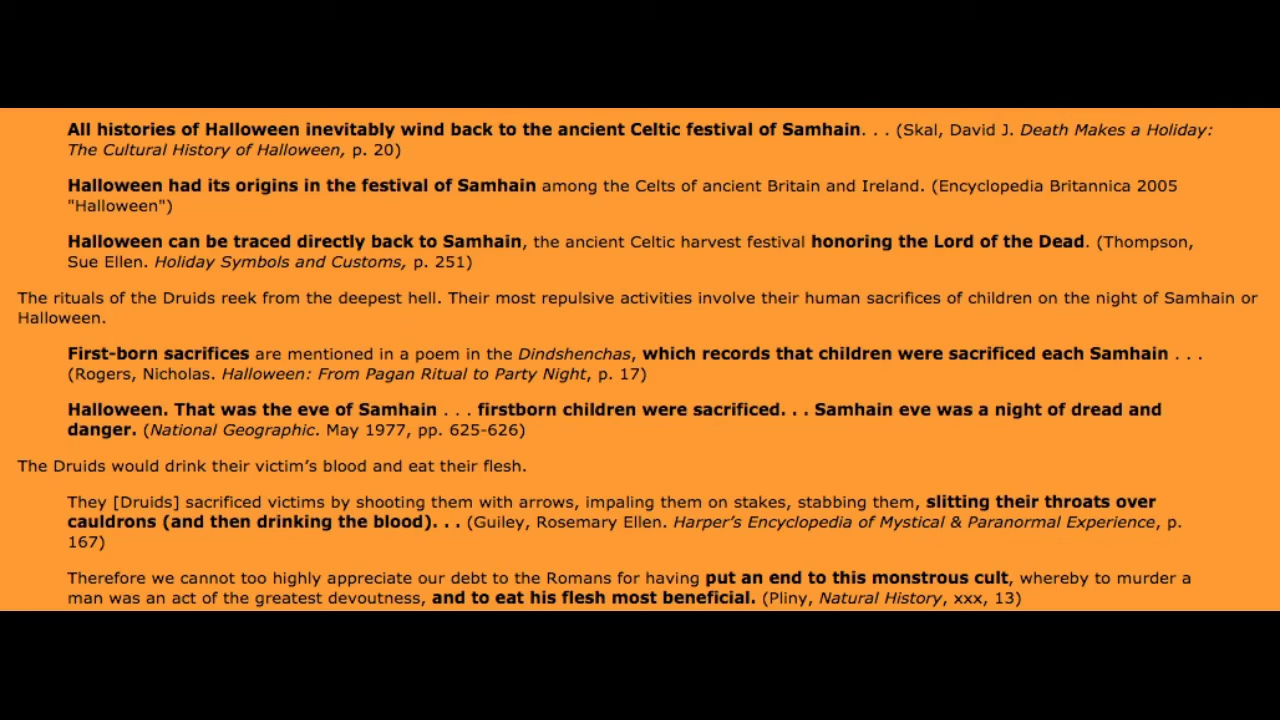 All histories of Halloween inevitably wind back to the ancient Celtic festival of Samhain. . . (Skal, David J. Death Makes a Holiday:
The Cultural History of Halloween, p. 20)
Halloween had its origins in the festival of Samhain among the Celts of ancient Britain and Ireland. (Encyclopedia Britannica 2005
"Halloween")
Halloween can be traced directly back to Samhain, the ancient Celtic harvest festival honoring the Lord of the Dead. (Thompson,
Sue Ellen. Holiday Symbols and Customs, p. 251)
The rituals of the Druids reek from the deepest hell. Their most repulsive activities involve their human sacrifices of children on the night of Samhain or
Halloween.
First-born sacrifices are mentioned in a poem in the Dindshenchas, which records that children were sacrificed each Samhain . . .
(Rogers, Nicholas. Halloween: From Pagan Ritual to Party Night, p. 17)
Halloween. That was the eve of Samhain . . . firstborn children were sacrificed. . . Samhain eve was a night of dread and
danger. (National Geographic. May 1977, pp. 625-626)
The Druids would drink their victim’s blood and eat their flesh.
They [Druids] sacrificed victims by shooting them with arrows, impaling them on stakes, stabbing them, slitting their throats over
cauldrons (and then drinking the blood). . . (Guiley, Rosemary Ellen. Harper’s Encyclopedia of Mystical & Paranormal Experience, p.
167)
Therefore we cannot too highly appreciate our debt to the Romans for having put an end to this monstrous cult, whereby to murder a
man was an act of the greatest devoutness, and to eat his flesh most beneficial. (Pliny, Natural History, xxx, 13)